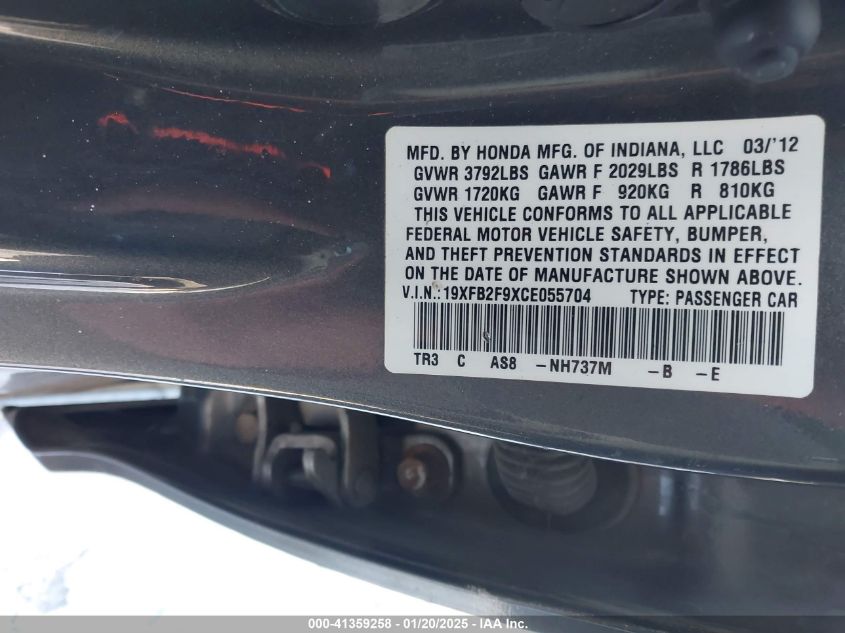 MFD. BY HONDA MFG. OF INDIANA, LLC 03/'12
GVWR 3792LBS GAWR F 2029LBS R 1786LBS
GVWR 1720KG GAWR F 920KG R 810KG
THIS VEHICLE CONFORMS TO ALL APPLICABLE
FEDERAL MOTOR VEHICLE SAFETY, BUMPER,
AND THEFT PREVENTION STANDARDS IN EFFECT
ON THE DATE OF MANUFACTURE SHOWN ABOVE.
V.I.N.: 19XFB2F9XCE055704 TYPE: PASSENGER CAR
TR3 C AS8 -NH737M -B -E
000-41359258 — 01/20/2025 — IAAI.COM